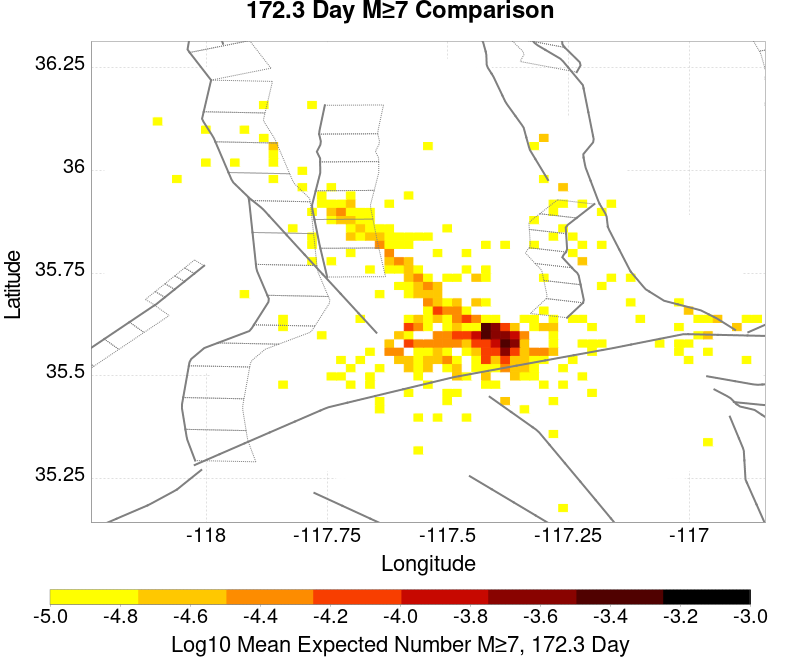 172.3 Day M≥7 Comparison
36.25
36
35.75
35.5
35.25
Latitude
-118 -117.75 -117.5 -117.25 -117
Longitude
-5.0 -4.8 -4.6 -4.4 -4.2 -4.0 -3.8 -3.6 -3.4 -3.2 -3.0
Log10 Mean Expected Number M≥7, 172.3 Day